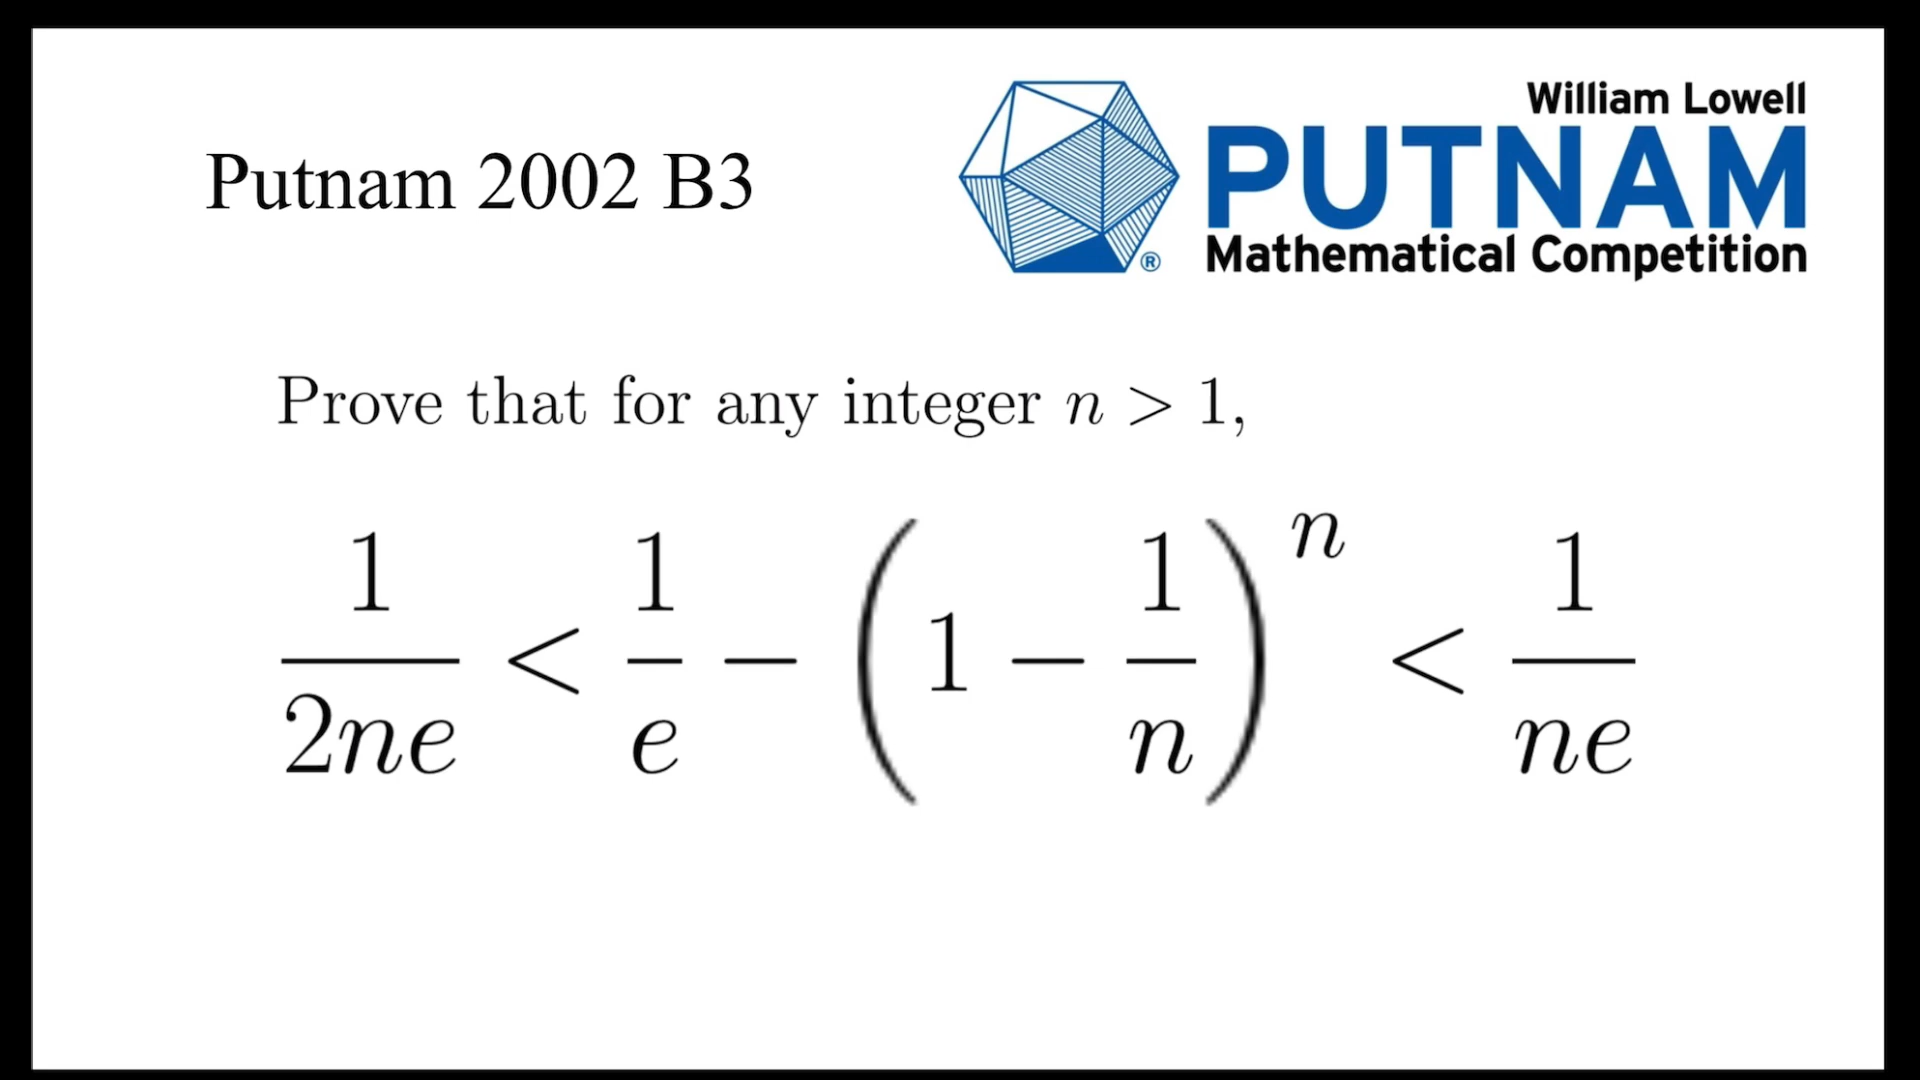 William Lowell
PUTNAM
Mathematical Competition
®
Putnam 2002 B3
Prove that for any integer n > 1,
1/(2ne) < 1/e − (1 − 1/n)^n < 1/(ne)